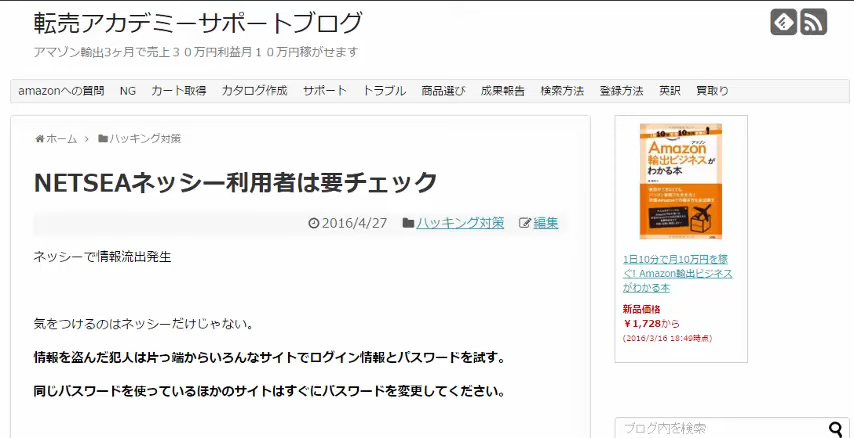 転売アカデミーサポートブログ
アマゾン輸出3ヶ月で売上３０万円利益月１０万円稼がせます
amazonへの質問 NG カート取得 カタログ作成 サポート トラブル 商品選び 成果報告 検索方法 登録方法 英訳 買取り
ホーム > ハッキング対策
NETSEAネッシー利用者は要チェック
2016/4/27 ハッキング対策 編集
ネッシーで情報流出発生
気をつけるのはネッシーだけじゃない。
情報を盗んだ犯人は片っ端からいろんなサイトでログイン情報とパスワードを試す。
同じパスワードを使っているほかのサイトはすぐにパスワードを変更してください。
アマゾン
Amazon
輸出ビジネスが
わかる本
1日10分で月10万円を稼
ぐ! Amazon輸出ビジネス
がわかる本
新品価格
￥1,728から
(2016/3/16 18:49時点)
ブログ内を検索